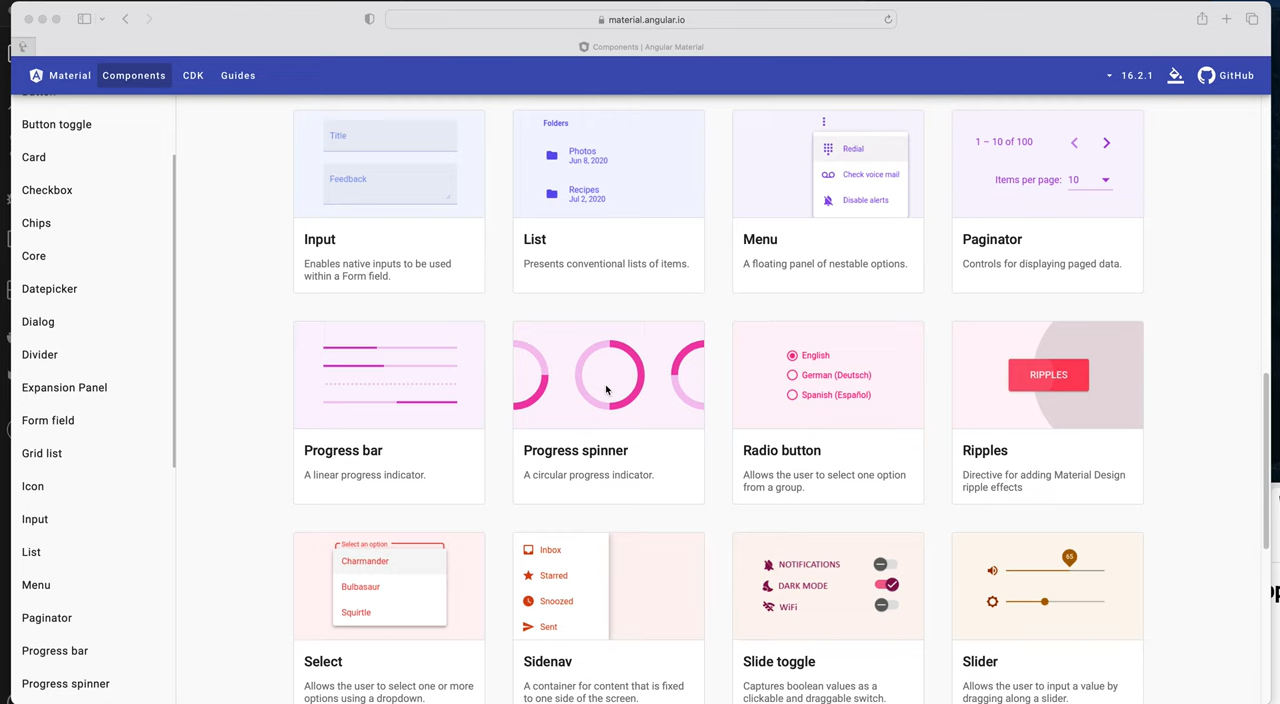 material.angular.io
Components | Angular Material
Material
Components
CDK
Guides
16.2.1
GitHub
Button toggle
Card
Checkbox
Chips
Core
Datepicker
Dialog
Divider
Expansion Panel
Form field
Grid list
Icon
Input
List
Menu
Paginator
Progress bar
Progress spinner
Title
Feedback
Input
Enables native inputs to be used
within a Form field.
Folders
Photos
Jun 8, 2020
Recipes
Jul 2, 2020
List
Presents conventional lists of items.
Redial
Check voice mail
Disable alerts
Menu
A floating panel of nestable options.
1 – 10 of 100
Items per page: 10
Paginator
Controls for displaying paged data.
Progress bar
A linear progress indicator.
Progress spinner
A circular progress indicator.
English
German (Deutsch)
Spanish (Español)
Radio button
Allows the user to select one option
from a group.
RIPPLES
Ripples
Directive for adding Material Design
ripple effects
Select an option
Charmander
Bulbasaur
Squirtle
Select
Allows the user to select one or more
options using a dropdown.
Inbox
Starred
Snoozed
Sent
Sidenav
A container for content that is fixed
to one side of the screen.
NOTIFICATIONS
DARK MODE
WiFi
Slide toggle
Captures boolean values as a
clickable and draggable switch.
65
Slider
Allows the user to input a value by
dragging along a slider.